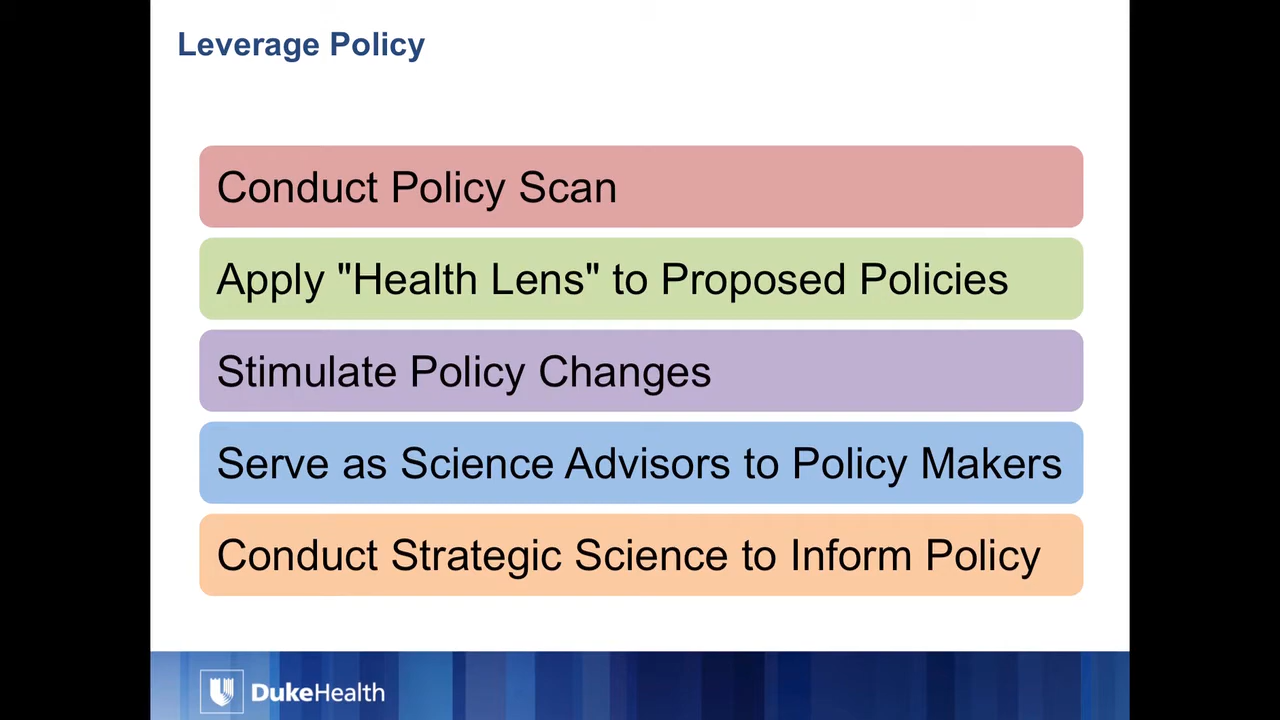 Leverage Policy
Conduct Policy Scan
Apply "Health Lens" to Proposed Policies
Stimulate Policy Changes
Serve as Science Advisors to Policy Makers
Conduct Strategic Science to Inform Policy
DukeHealth